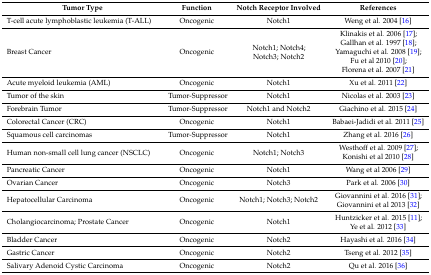 Tumor Type Function Notch Receptor Involved References
T-cell acute lymphoblastic leukemia (T-ALL) Oncogenic Notch1 Weng et al. 2004 [16]
Breast Cancer Oncogenic Notch1; Notch4; Notch3; Notch2 Klinakis et al. 2006 [17];
Gallhan et al. 1997 [18];
Yamaguchi et al. 2008 [19];
Fu et al 2010 [20];
Florena et al. 2007 [21]
Acute myeloid leukemia (AML) Oncogenic Notch1 Xu et al. 2011 [22]
Tumor of the skin Tumor-Suppressor Notch1 Nicolas et al. 2003 [23]
Forebrain Tumor Tumor-Suppressor Notch1 and Notch2 Giachino et al. 2015 [24]
Colorectal Cancer (CRC) Oncogenic Notch1 Babaei-Jadidi et al. 2011 [25]
Squamous cell carcinomas Tumor-Suppressor Notch1 Zhang et al. 2016 [26]
Human non-small cell lung cancer (NSCLC) Oncogenic Notch1; Notch3 Westhoff et al. 2009 [27];
Konishi et al 2010 [28]
Pancreatic Cancer Oncogenic Notch1 Wang et al 2006 [29]
Ovarian Cancer Oncogenic Notch3 Park et al. 2006 [30]
Hepatocellular Carcinoma Oncogenic Notch1; Notch3; Notch2 Giovannini et al. 2016 [31];
Giovannini et al 2013 [32]
Cholangiocarcinoma; Prostate Cancer Oncogenic Notch1 Huntzicker et al. 2015 [11];
Ye et al. 2012 [33]
Bladder Cancer Oncogenic Notch2 Hayashi et al. 2016 [34]
Gastric Cancer Oncogenic Notch2 Tseng et al. 2012 [35]
Salivary Adenoid Cystic Carcinoma Oncogenic Notch2 Qu et al. 2016 [36]